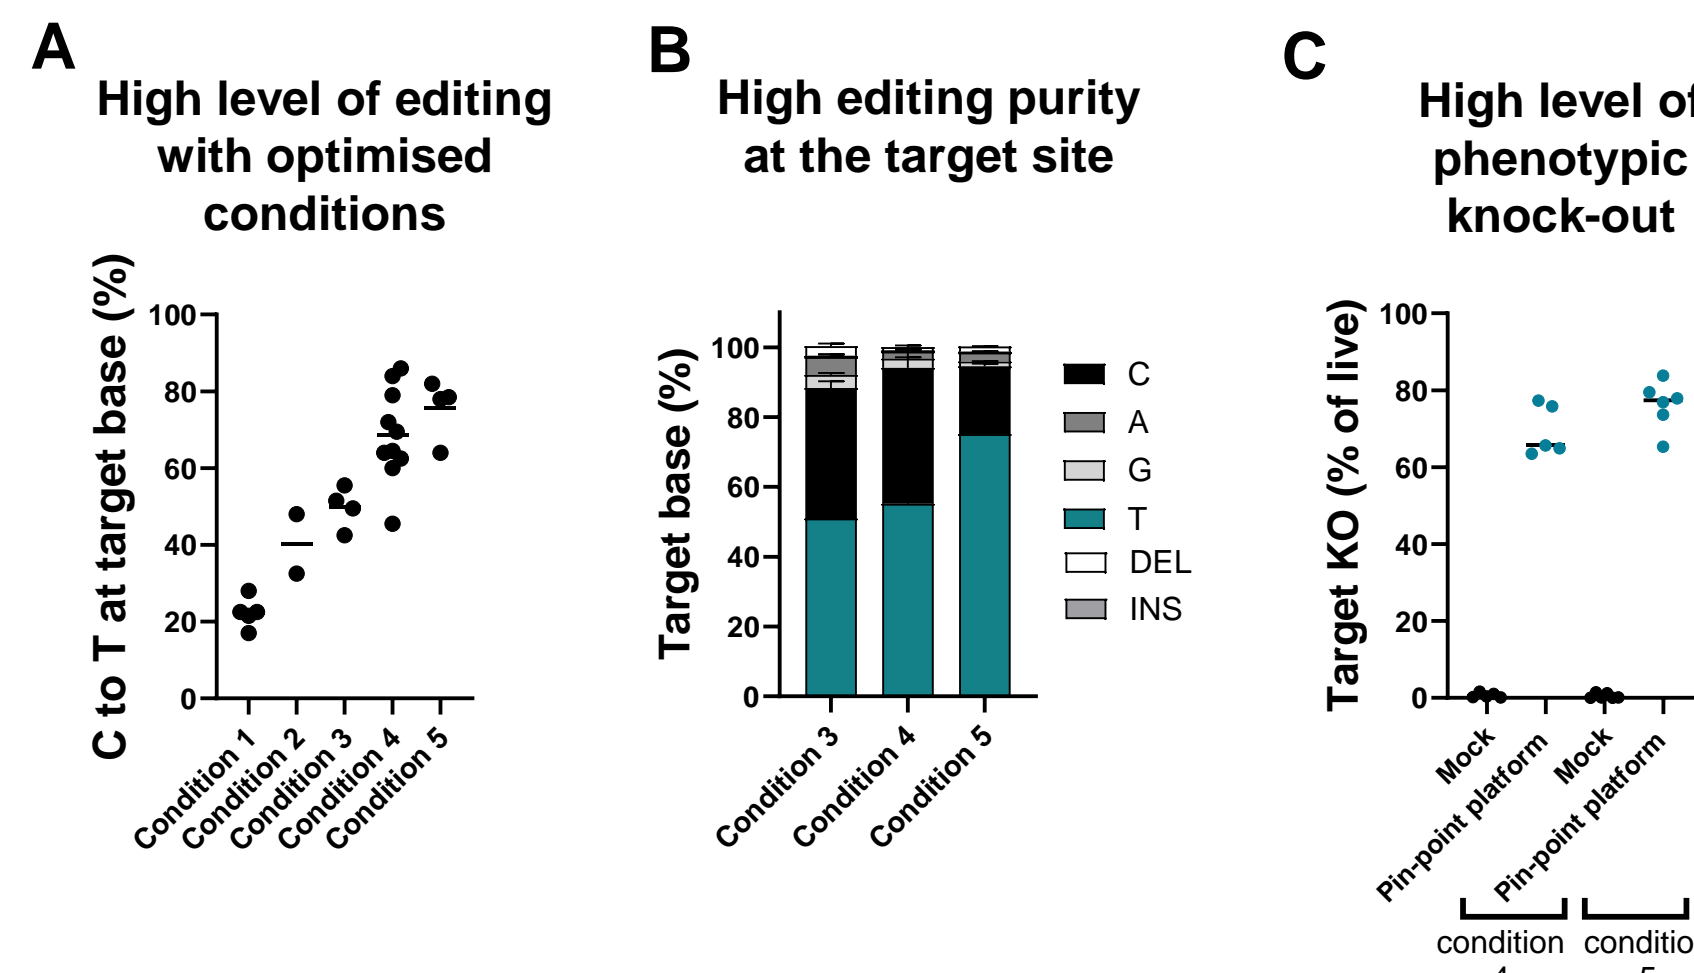 A
High level of editing
with optimised
conditions
C to T at target base (%)
100
80
60
40
20
0
Condition 1
Condition 2
Condition 3
Condition 4
Condition 5
B
High editing purity
at the target site
Target base (%)
100
80
60
40
20
0
Condition 3
Condition 4
Condition 5
C
A
G
T
DEL
INS
C
High level of
phenotypic
knock-out
Target KO (% of live)
100
80
60
40
20
0
Mock
Pin-point platform
Mock
Pin-point platform
condition
4
conditio
5